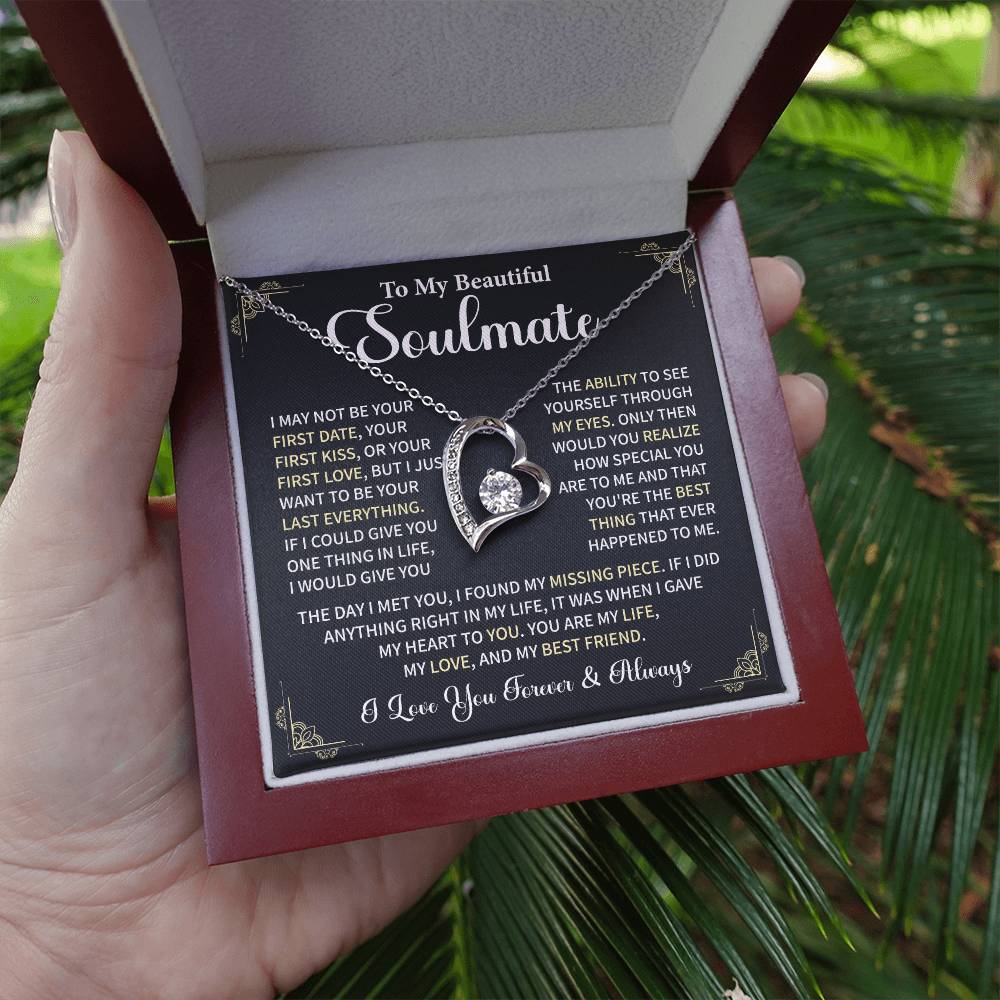 To My Beautiful
Soulmate
I MAY NOT BE YOUR
FIRST DATE, YOUR
FIRST KISS, OR YOUR
FIRST LOVE, BUT I JUS
WANT TO BE YOUR
LAST EVERYTHING.
IF I COULD GIVE YOU
ONE THING IN LIFE,
I WOULD GIVE YOU
THE ABILITY TO SEE
YOURSELF THROUGH
MY EYES. ONLY THEN
WOULD YOU REALIZE
HOW SPECIAL YOU
ARE TO ME AND THAT
YOU'RE THE BEST
THING THAT EVER
HAPPENED TO ME.
THE DAY I MET YOU, I FOUND MY MISSING PIECE. IF I DID
ANYTHING RIGHT IN MY LIFE, IT WAS WHEN I GAVE
MY HEART TO YOU. YOU ARE MY LIFE,
MY LOVE, AND MY BEST FRIEND.
I Love You Forever & Always